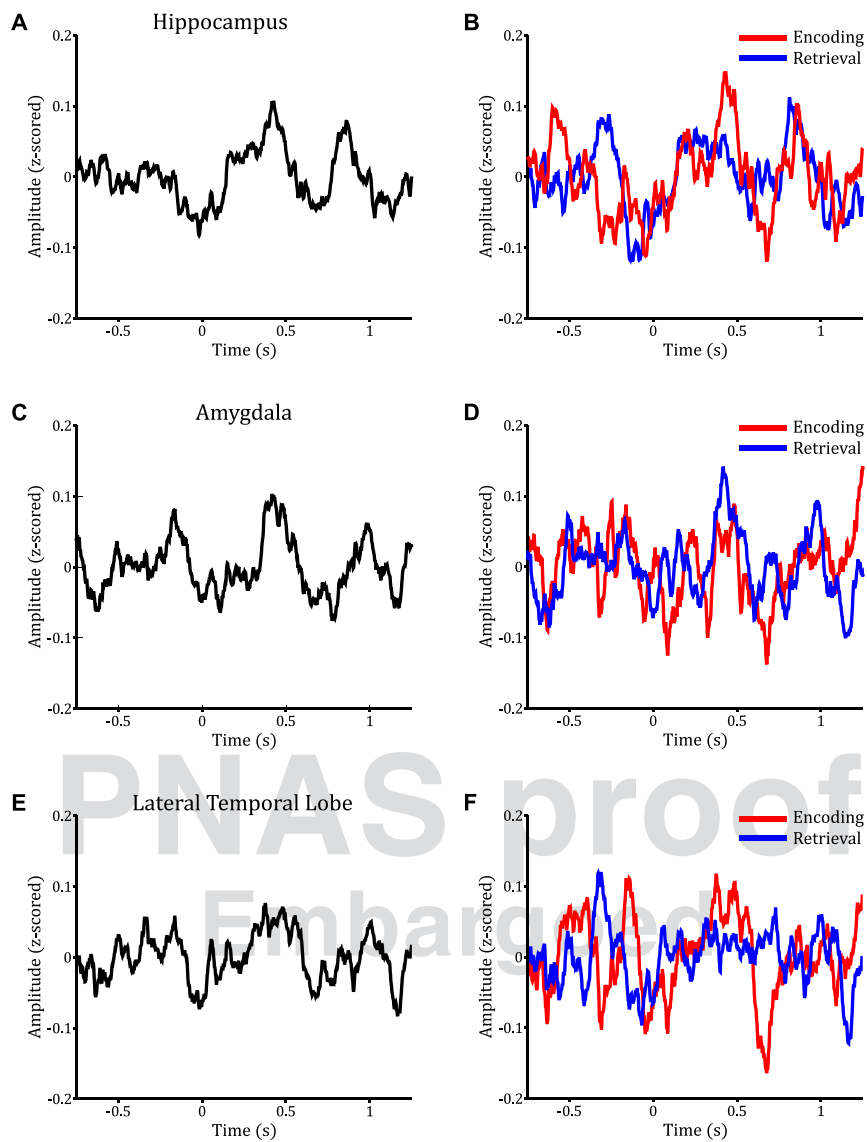 A Hippocampus
0.2
0.1
0
-0.1
-0.2
Amplitude (z-scored)
-0.5 0 0.5 1
Time (s)
B
Encoding
Retrieval
0.2
0.1
0
-0.1
-0.2
Amplitude (z-scored)
-0.5 0 0.5 1
Time (s)
C Amygdala
0.2
0.1
0
-0.1
-0.2
Amplitude (z-scored)
-0.5 0 0.5 1
Time (s)
D
Encoding
Retrieval
0.2
0.1
0
-0.1
-0.2
Amplitude (z-scored)
-0.5 0 0.5 1
Time (s)
PNAS proof
Embargoed
E Lateral Temporal Lobe
0.2
0.1
0
-0.1
-0.2
Amplitude (z-scored)
-0.5 0 0.5 1
Time (s)
F
Encoding
Retrieval
0.2
0.1
0
-0.1
-0.2
Amplitude (z-scored)
-0.5 0 0.5 1
Time (s)